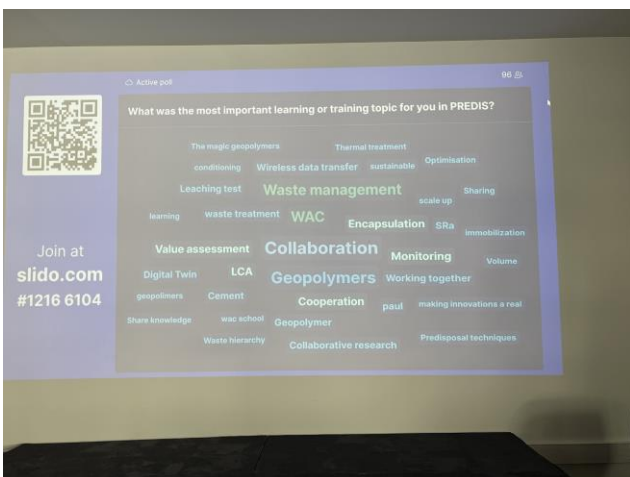 Active poll
96
What was the most important learning or training topic for you in PREDIS?
The magic geopolymers
Thermal treatment
conditioning
Wireless data transfer
sustainable
Optimisation
Leaching test
Waste management
Sharing
scale up
learning
waste treatment
WAC
Encapsulation
SRa
immobilization
Value assessment
Collaboration
Monitoring
Volume
Digital Twin
LCA
Geopolymers
Working together
geopolimers
Cement
Cooperation
paul
making innovations a real
Share knowledge
wac school
Geopolymer
Waste hierarchy
Collaborative research
Predisposal techniques
Join at
slido.com
#1216 6104